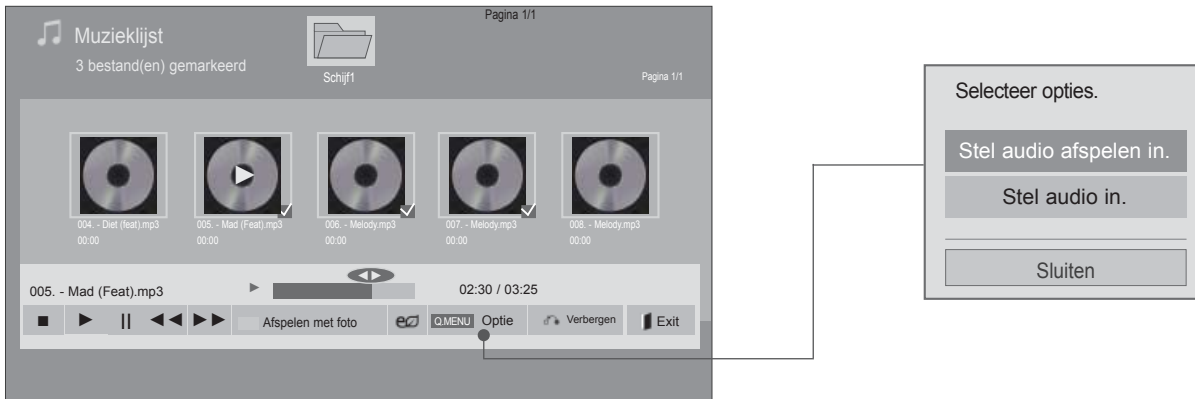 Pagina 1/1
Muzieklijst
3 bestand(en) gemarkeerd
Schijf1
Pagina 1/1
004. - Diet (feat).mp3
00:00
005. - Mad (Feat).mp3
00:00
006. - Melody.mp3
00:00
007. - Melody.mp3
00:00
008. - Melody.mp3
00:00
005. - Mad (Feat).mp3
02:30 / 03:25
Afspelen met foto
Q.MENU Optie
Verbergen
Exit
Selecteer opties.
Stel audio afspelen in.
Stel audio in.
Sluiten